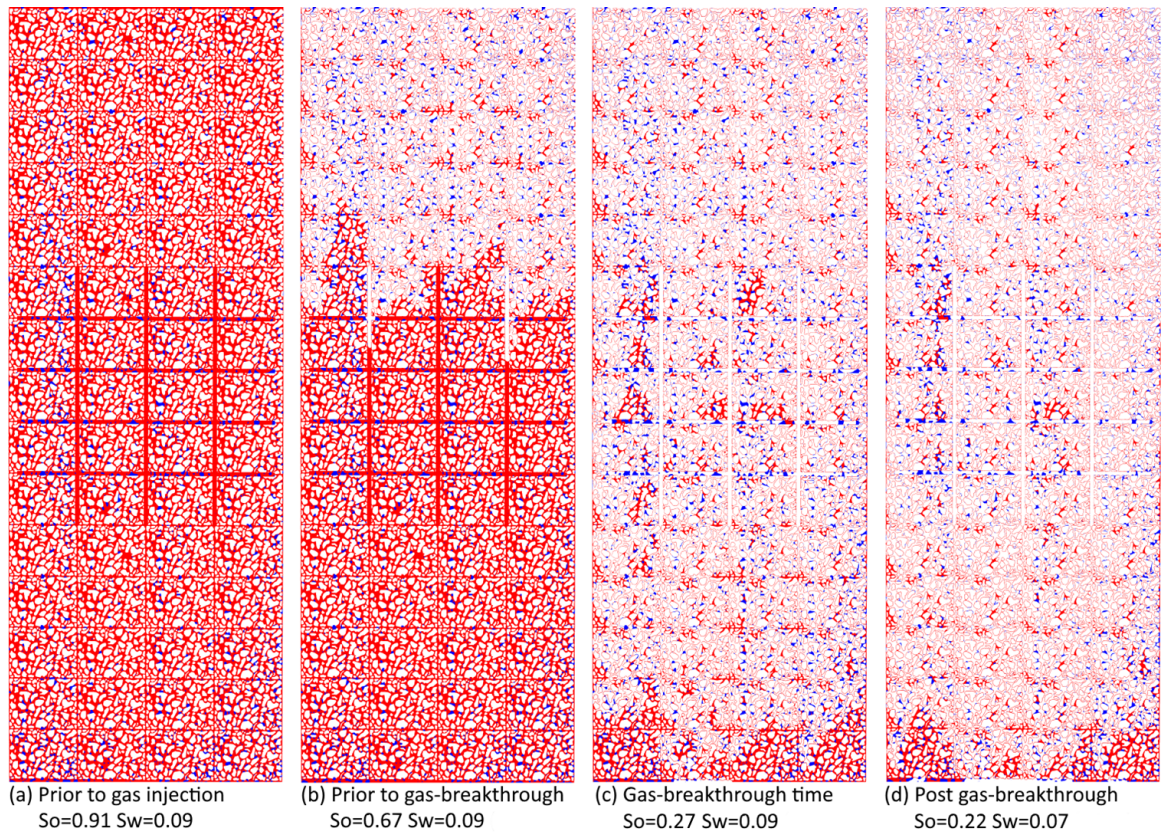 (a) Prior to gas injection
So=0.91 Sw=0.09
(b) Prior to gas-breakthrough
So=0.67 Sw=0.09
(c) Gas-breakthrough time
So=0.27 Sw=0.09
(d) Post gas-breakthrough
So=0.22 Sw=0.07